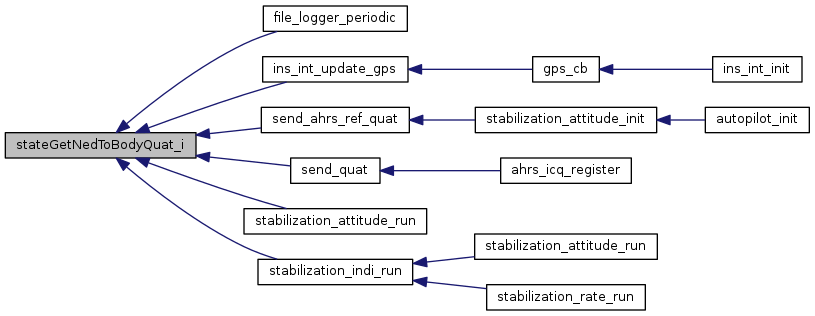 file_logger_periodic
ins_int_update_gps
gps_cb
ins_int_init
send_ahrs_ref_quat
stabilization_attitude_init
autopilot_init
stateGetNedToBodyQuat_i
send_quat
ahrs_icq_register
stabilization_attitude_run
stabilization_attitude_run
stabilization_indi_run
stabilization_rate_run